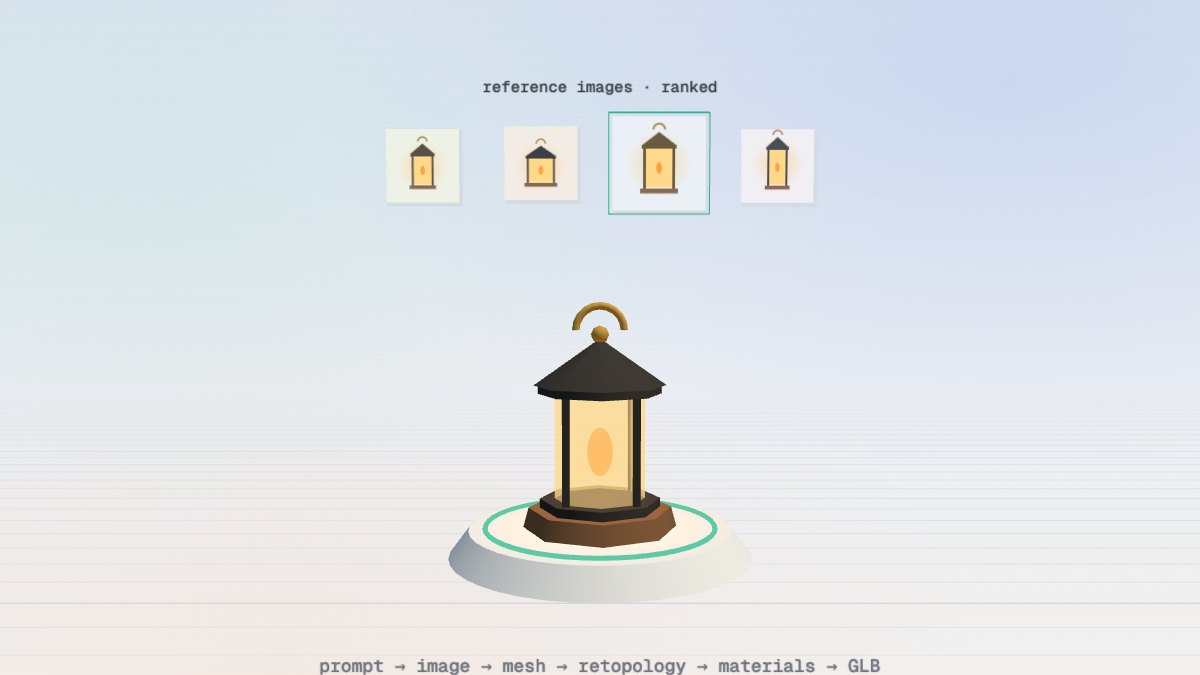 reference images · ranked
prompt → image → mesh → retopology → materials → GLB